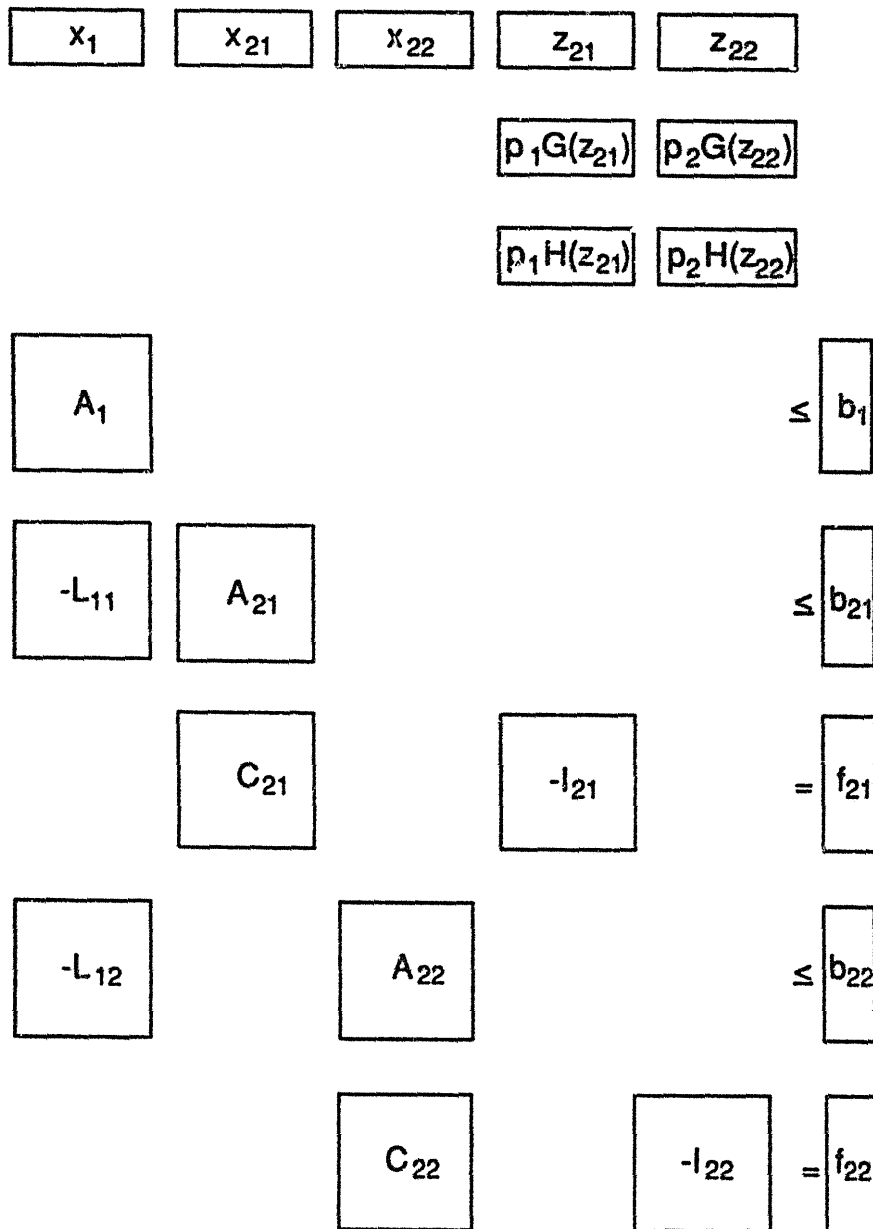 x₁ x₂₁ x₂₂ z₂₁ z₂₂
p₁G(z₂₁) p₂G(z₂₂)
p₁H(z₂₁) p₂H(z₂₂)
A₁ ≤ b₁
-L₁₁ A₂₁ ≤ b₂₁
C₂₁ -I₂₁ = f₂₁
-L₁₂ A₂₂ ≤ b₂₂
C₂₂ -I₂₂ = f₂₂